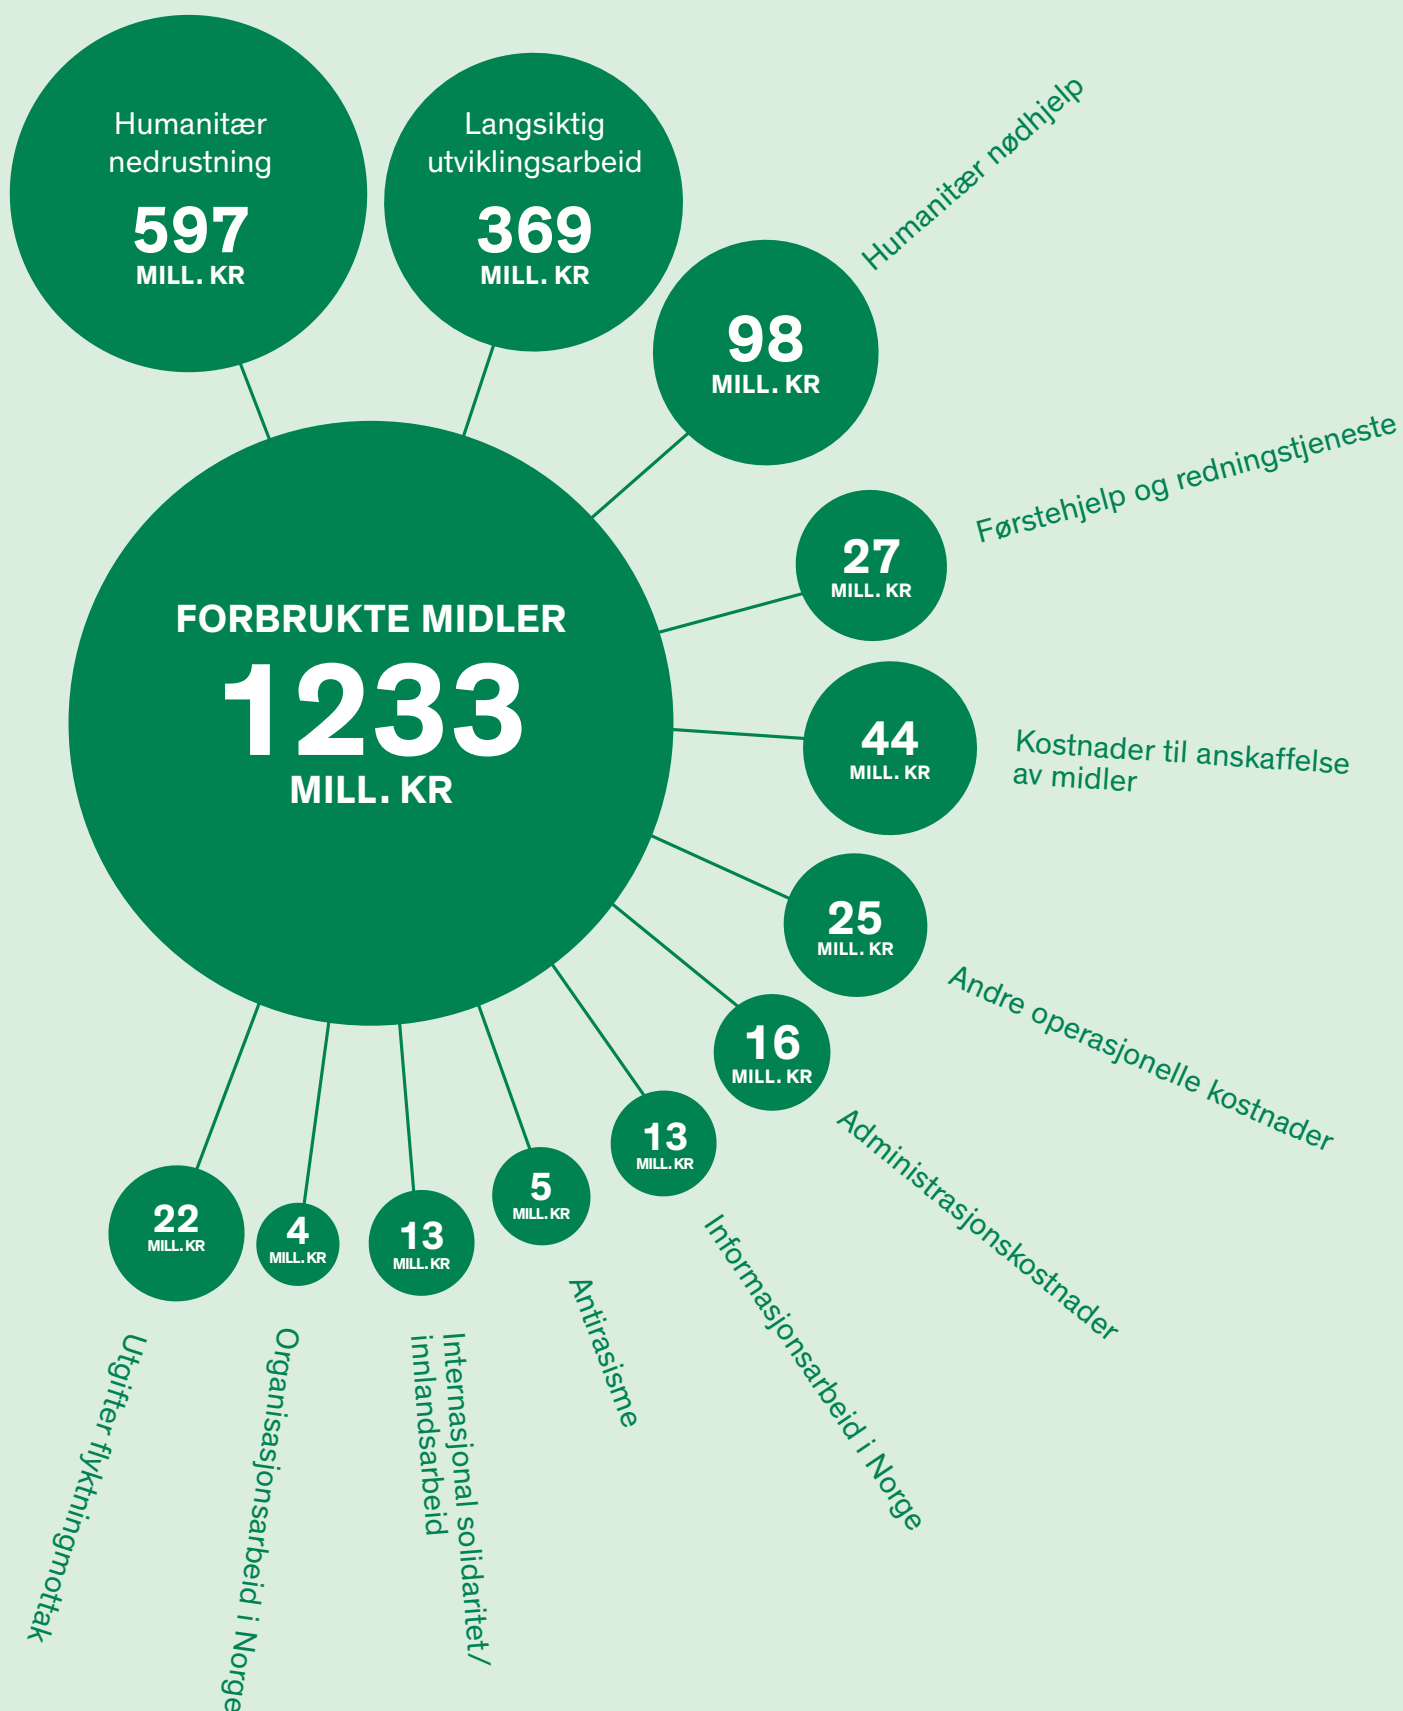 Humanitær
nedrustning
597
MILL. KR
Langsiktig
utviklingsarbeid
369
MILL. KR
Humanitær nødhjelp
98
MILL. KR
Førstehjelp og redningstjeneste
27
MILL. KR
FORBRUKTE MIDLER
1233
MILL. KR
44
MILL. KR
Kostnader til anskaffelse
av midler
25
MILL. KR
Andre operasjonelle kostnader
16
MILL. KR
Administrasjonskostnader
13
MILL. KR
Informasjonsarbeid i Norge
5
MILL. KR
Antirasisme
13
MILL. KR
Internasjonal solidaritet/
innlandsarbeid
4
MILL. KR
Organisasjonsarbeid i Norge
22
MILL. KR
Utgifter flyktningmottak